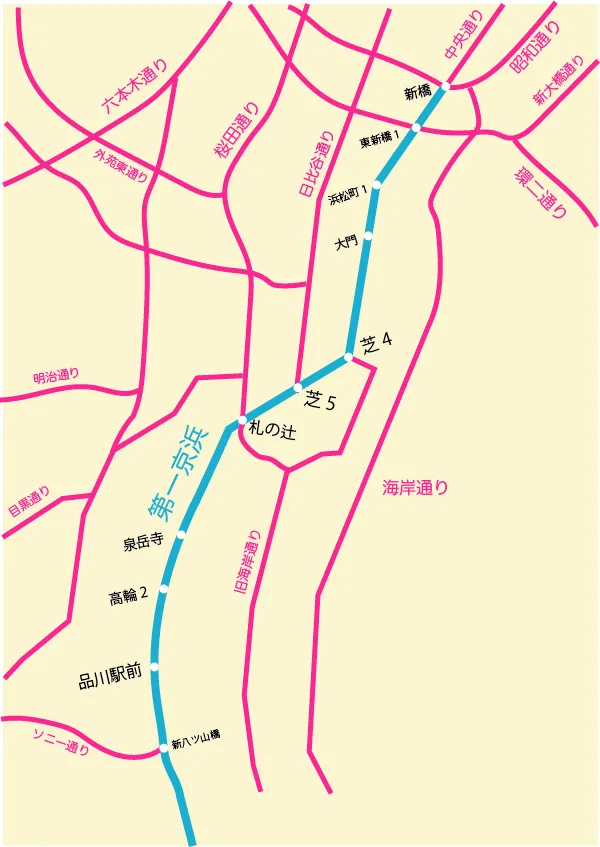 中央通り
昭和通り
新大橋通り
六本木通り
新橋
桜田通り
東新橋1
外苑東通り
日比谷通り
環二通り
浜松町1
大門
芝4
明治通り
芝5
札の辻
第一京浜
目黒通り
海岸通り
泉岳寺
旧海岸通り
高輪2
品川駅前
ソニー通り
新八ツ山橋